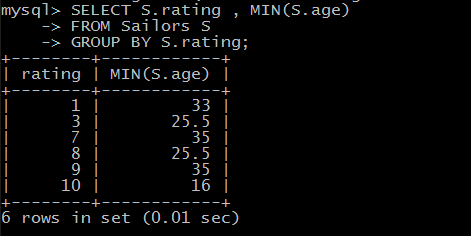 mysql> SELECT S.rating , MIN(S.age)
    -> FROM Sailors S
    -> GROUP BY S.rating;
+--------+------------+
| rating | MIN(S.age) |
+--------+------------+
|      1 |         33 |
|      3 |       25.5 |
|      7 |         35 |
|      8 |       25.5 |
|      9 |         35 |
|     10 |         16 |
+--------+------------+
6 rows in set (0.01 sec)